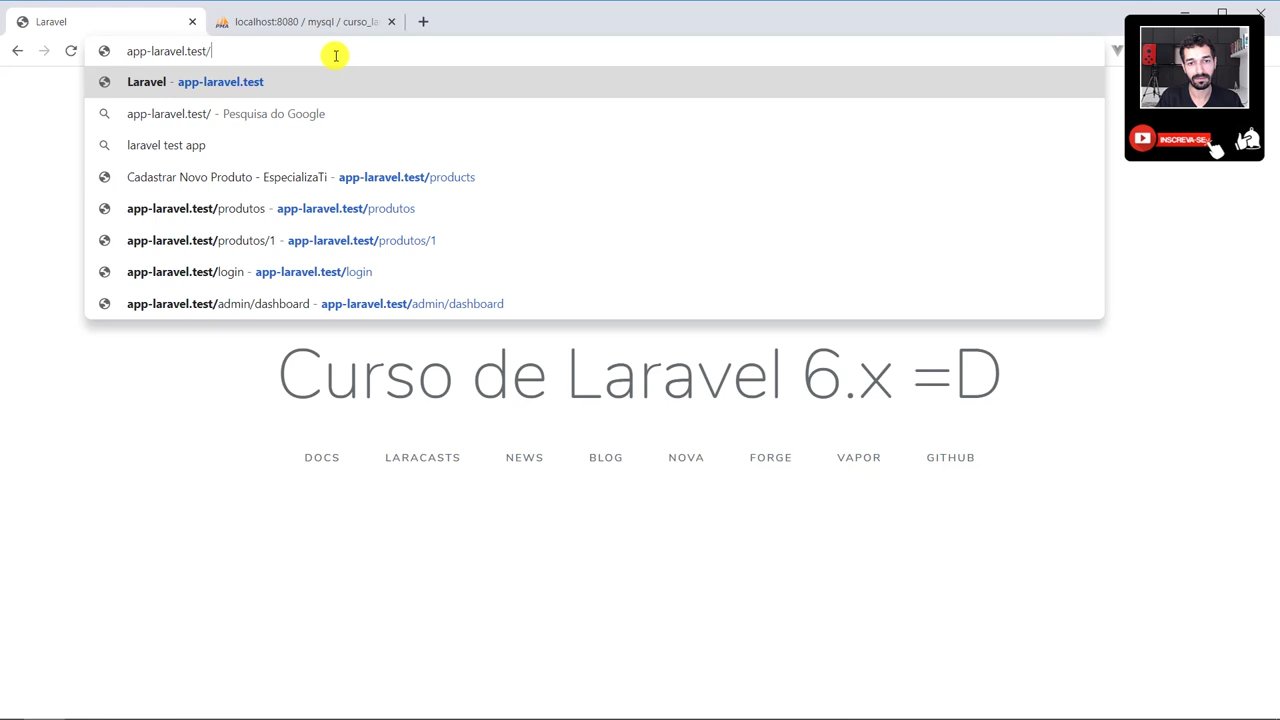 Laravel
localhost:8080 / mysql / curso_la
app-laravel.test/
Laravel - app-laravel.test
app-laravel.test/ - Pesquisa do Google
laravel test app
Cadastrar Novo Produto - EspecializaTi - app-laravel.test/products
app-laravel.test/produtos - app-laravel.test/produtos
app-laravel.test/produtos/1 - app-laravel.test/produtos/1
app-laravel.test/login - app-laravel.test/login
app-laravel.test/admin/dashboard - app-laravel.test/admin/dashboard
INSCREVA-SE
Curso de Laravel 6.x =D
DOCS LARACASTS NEWS BLOG NOVA FORGE VAPOR GITHUB